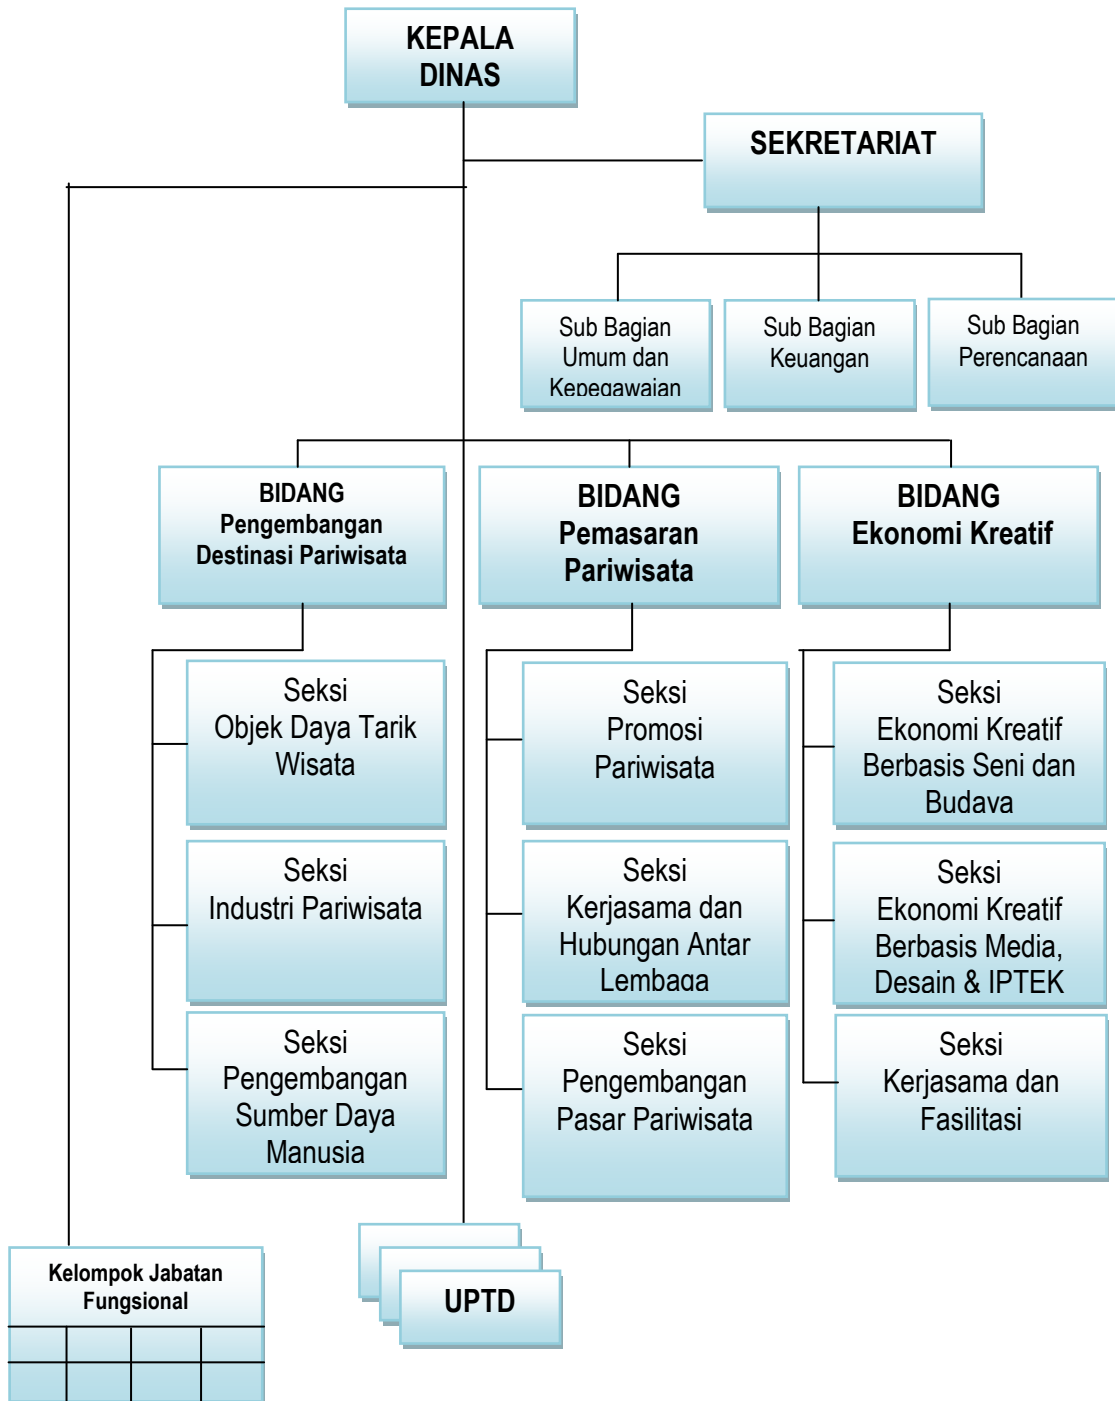 KEPALA
DINAS
SEKRETARIAT
Sub Bagian
Umum dan
Kepegawaian
Sub Bagian
Keuangan
Sub Bagian
Perencanaan
BIDANG
Pengembangan
Destinasi Pariwisata
BIDANG
Pemasaran
Pariwisata
BIDANG
Ekonomi Kreatif
Seksi
Objek Daya Tarik
Wisata
Seksi
Industri Pariwisata
Seksi
Pengembangan
Sumber Daya
Manusia
Seksi
Promosi
Pariwisata
Seksi
Kerjasama dan
Hubungan Antar
Lembaga
Seksi
Pengembangan
Pasar Pariwisata
Seksi
Ekonomi Kreatif
Berbasis Seni dan
Budaya
Seksi
Ekonomi Kreatif
Berbasis Media,
Desain & IPTEK
Seksi
Kerjasama dan
Fasilitasi
Kelompok Jabatan
Fungsional
UPTD